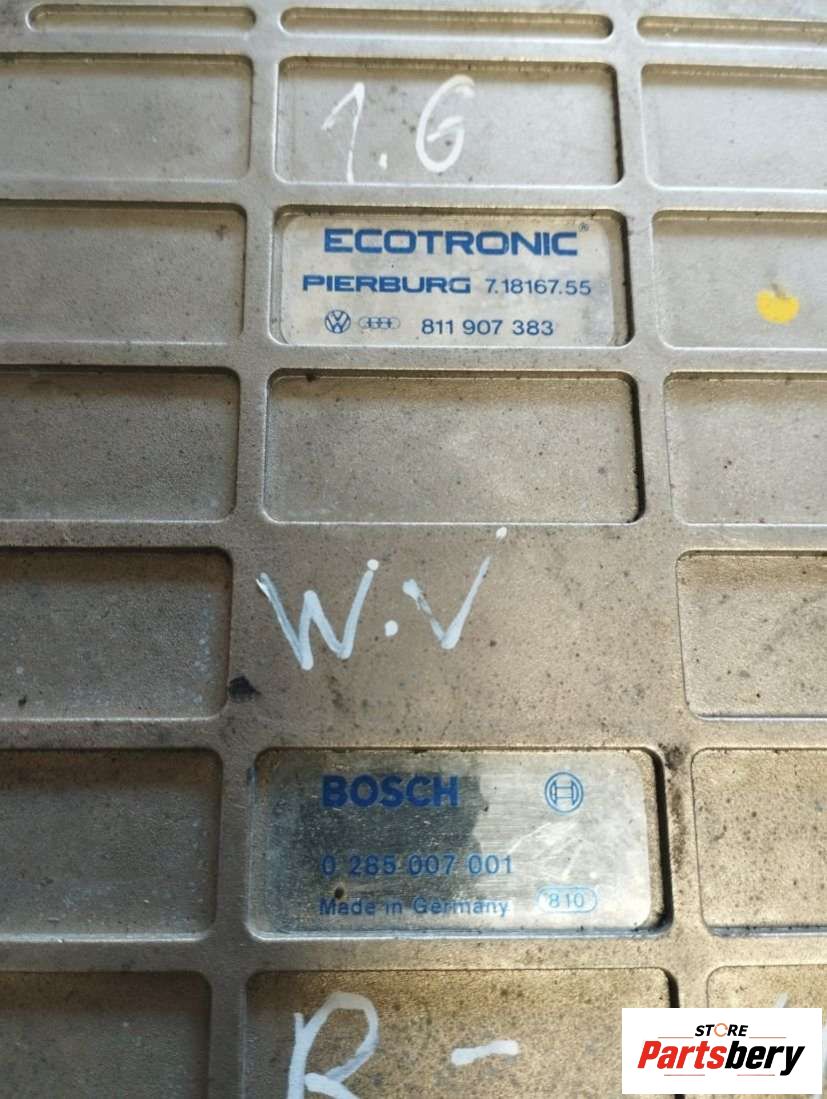 1.6
ECOTRONIC®
PIERBURG 7.18167.55
811 907 383
W.V
BOSCH
0 285 007 001
Made in Germany 810
R -
STORE
Partsbery